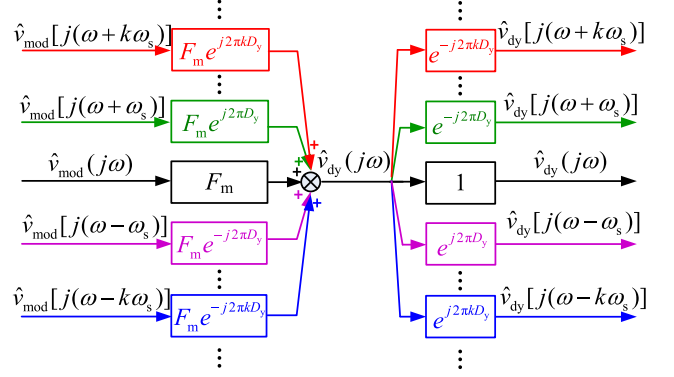 v̂_mod[j(ω+kω_s)] F_m e^{j2πkD_y} e^{-j2πkD_y} v̂_dy[j(ω+kω_s)]
v̂_mod[j(ω+ω_s)] F_m e^{j2πD_y} e^{-j2πD_y} v̂_dy[j(ω+ω_s)]
v̂_mod(jω) F_m + + + + + v̂_dy(jω) 1 v̂_dy(jω)
v̂_mod[j(ω-ω_s)] F_m e^{-j2πD_y} e^{j2πD_y} v̂_dy[j(ω-ω_s)]
v̂_mod[j(ω-kω_s)] F_m e^{-j2πkD_y} e^{j2πkD_y} v̂_dy[j(ω-kω_s)]